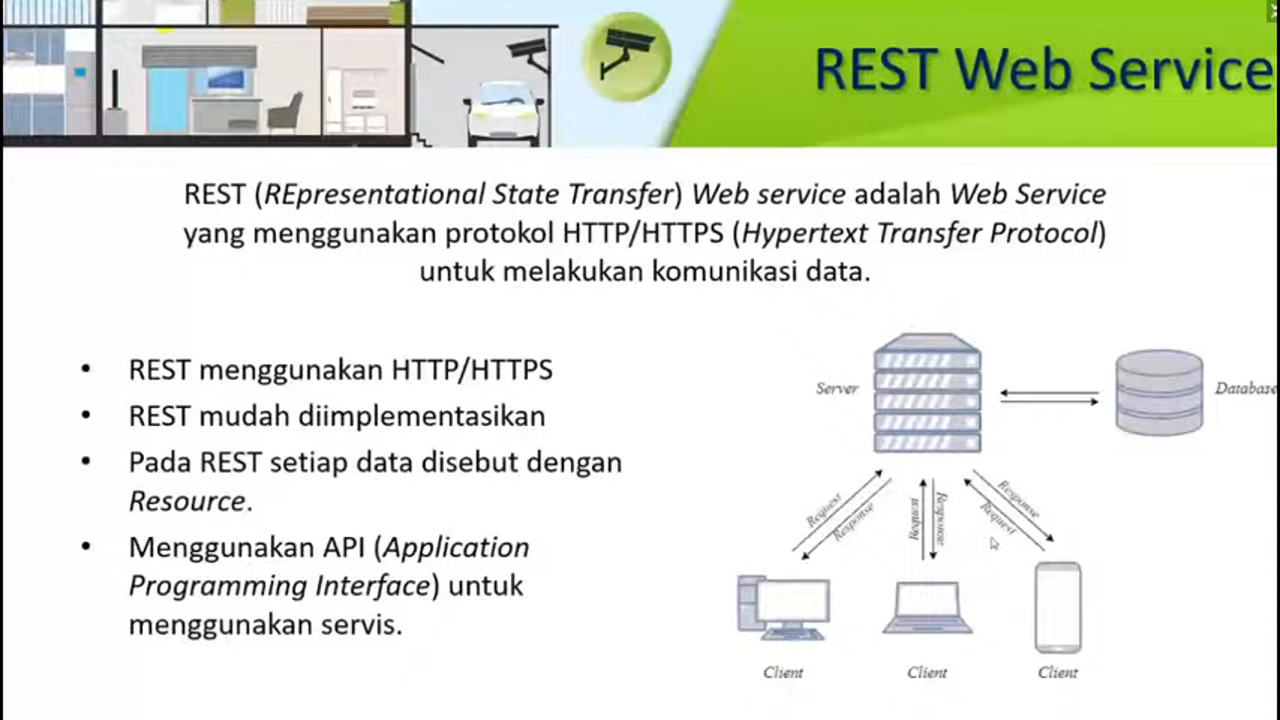 REST Web Service
REST (REpresentational State Transfer) Web service adalah Web Service
yang menggunakan protokol HTTP/HTTPS (Hypertext Transfer Protocol)
untuk melakukan komunikasi data.
• REST menggunakan HTTP/HTTPS
• REST mudah diimplementasikan
• Pada REST setiap data disebut dengan
Resource.
• Menggunakan API (Application
Programming Interface) untuk
menggunakan servis.
Server
Database
Request
Response
Request
Response
Response
Request
Client
Client
Client